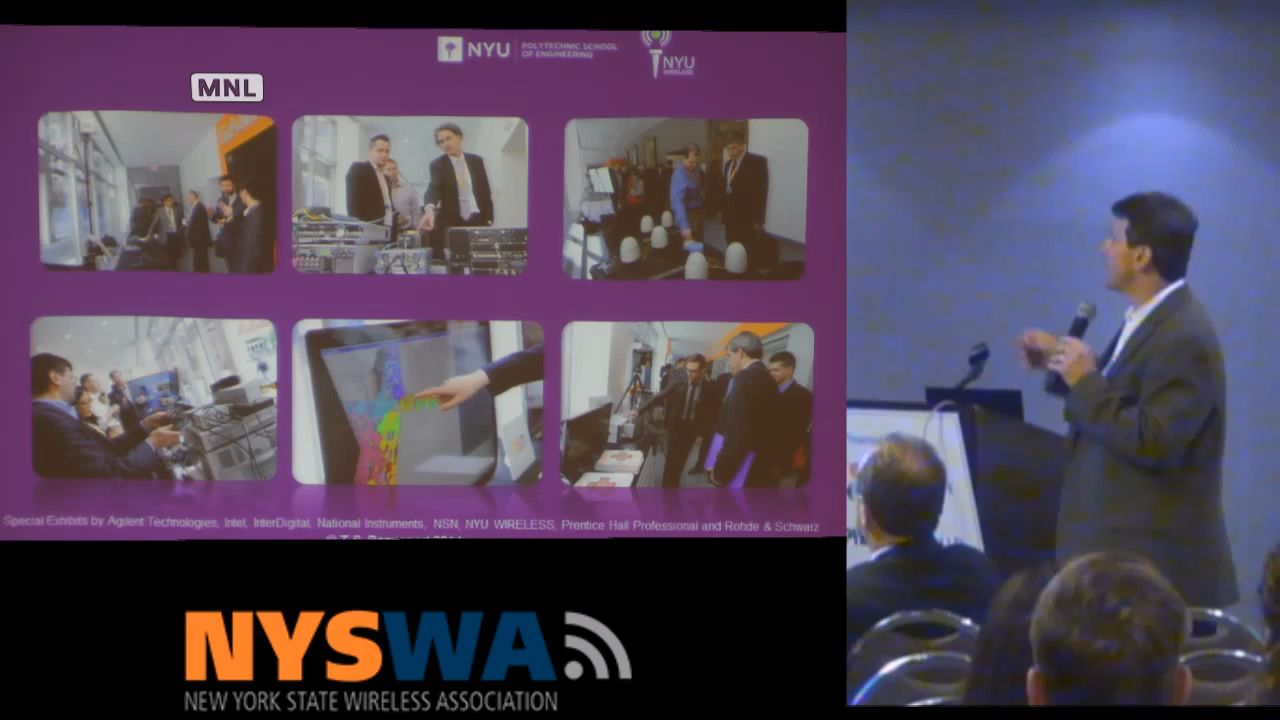 NYU POLYTECHNIC SCHOOL OF ENGINEERING
NYU WIRELESS
MNL
Special Exhibits by Agilent Technologies, Intel, InterDigital, National Instruments, NSN, NYU WIRELESS, Prentice Hall Professional and Rohde & Schwarz
NYSWA
NEW YORK STATE WIRELESS ASSOCIATION